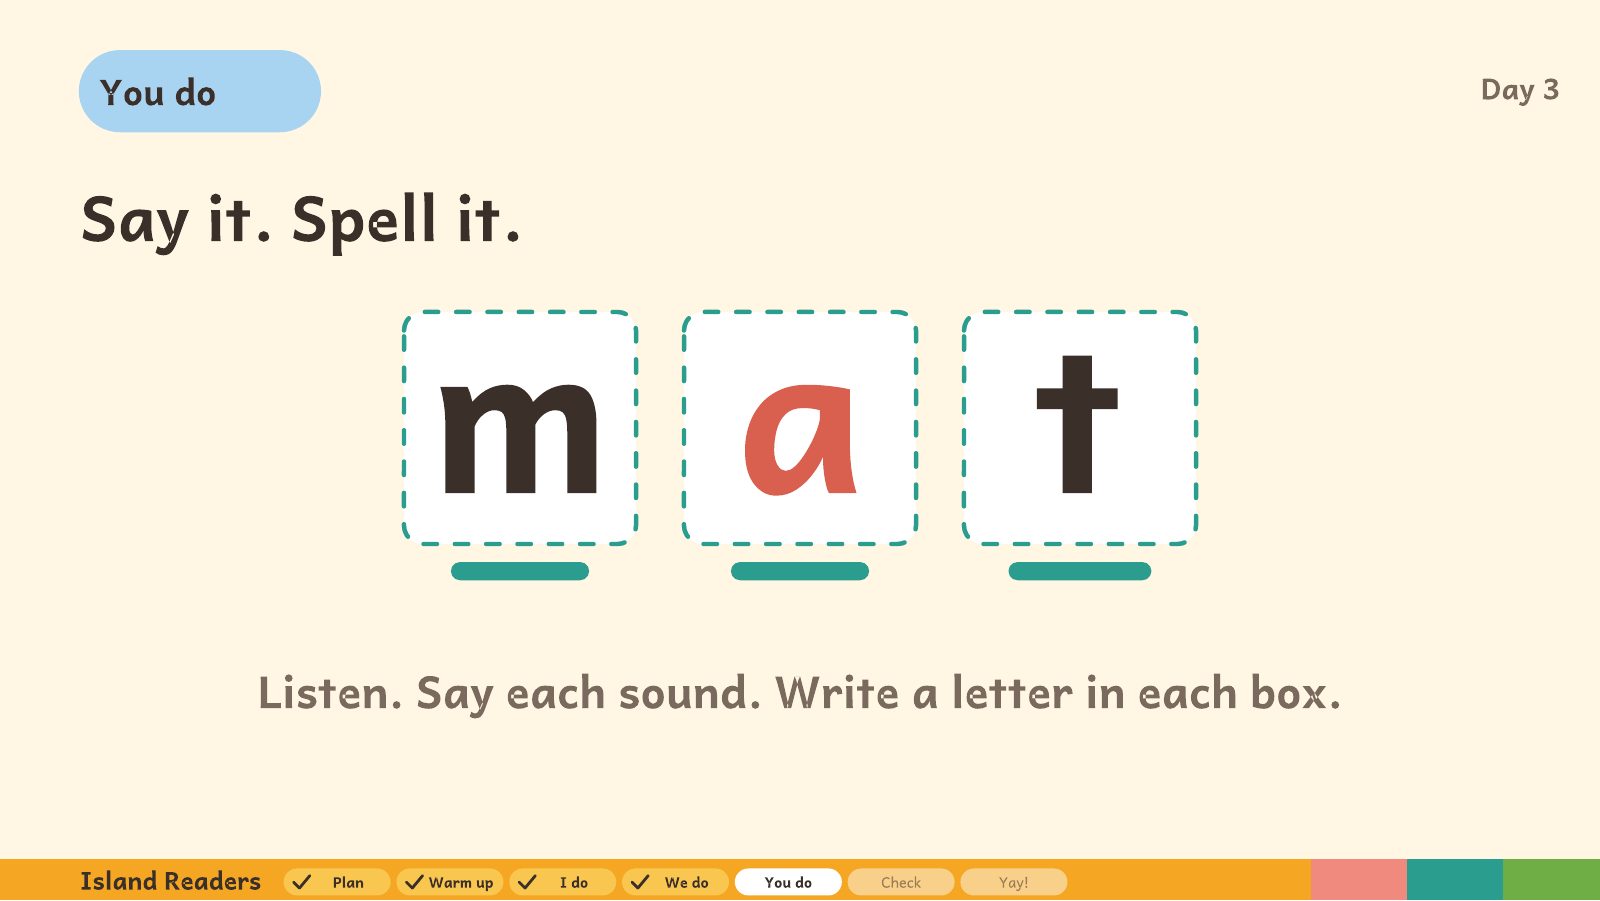 You do
Day 3
Say it. Spell it.
m a t
Listen. Say each sound. Write a letter in each box.
Island Readers
Plan
Warm up
I do
We do
You do
Check
Yay!